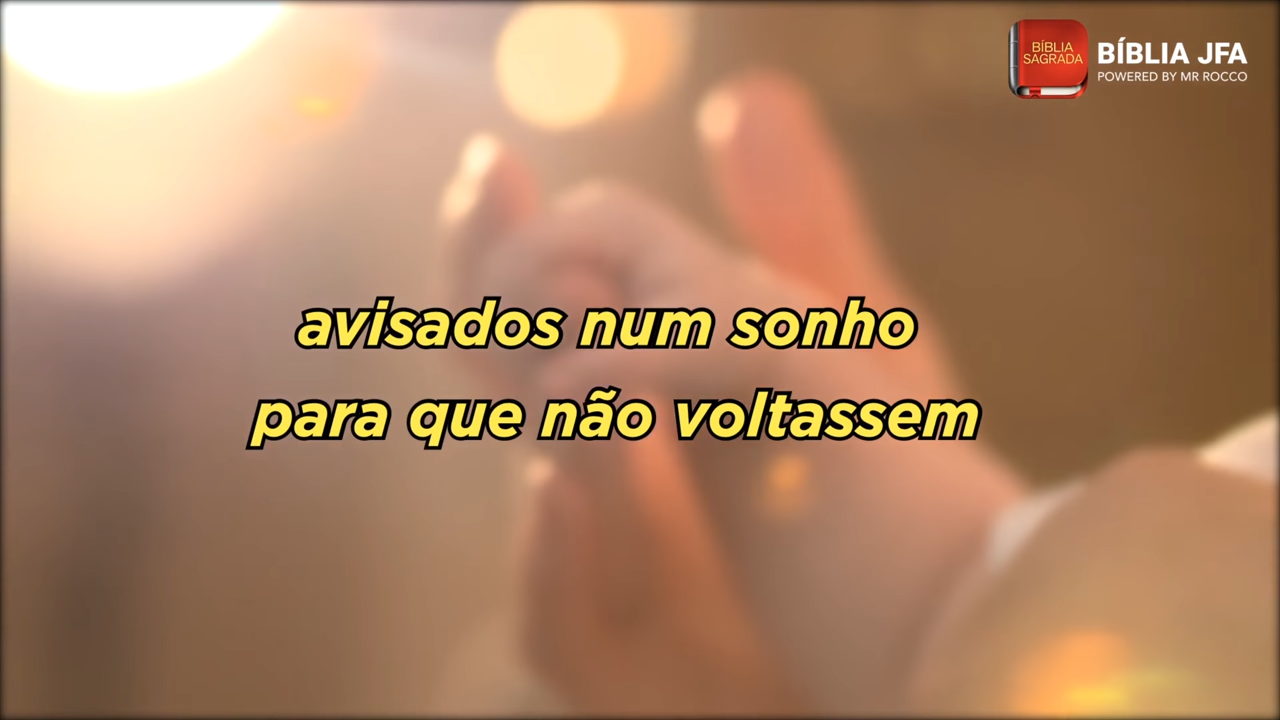 BÍBLIA
SAGRADA
BÍBLIA JFA
POWERED BY MR ROCCO
avisados num sonho
para que não voltassem